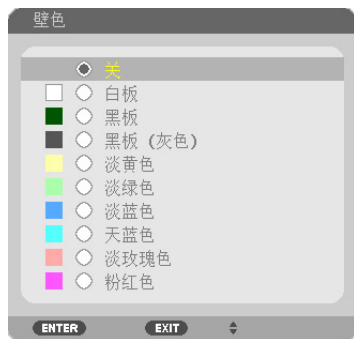 壁色
关
白板
黑板
黑板 (灰色)
淡黄色
淡绿色
淡蓝色
天蓝色
淡玫瑰色
粉红色
ENTER EXIT